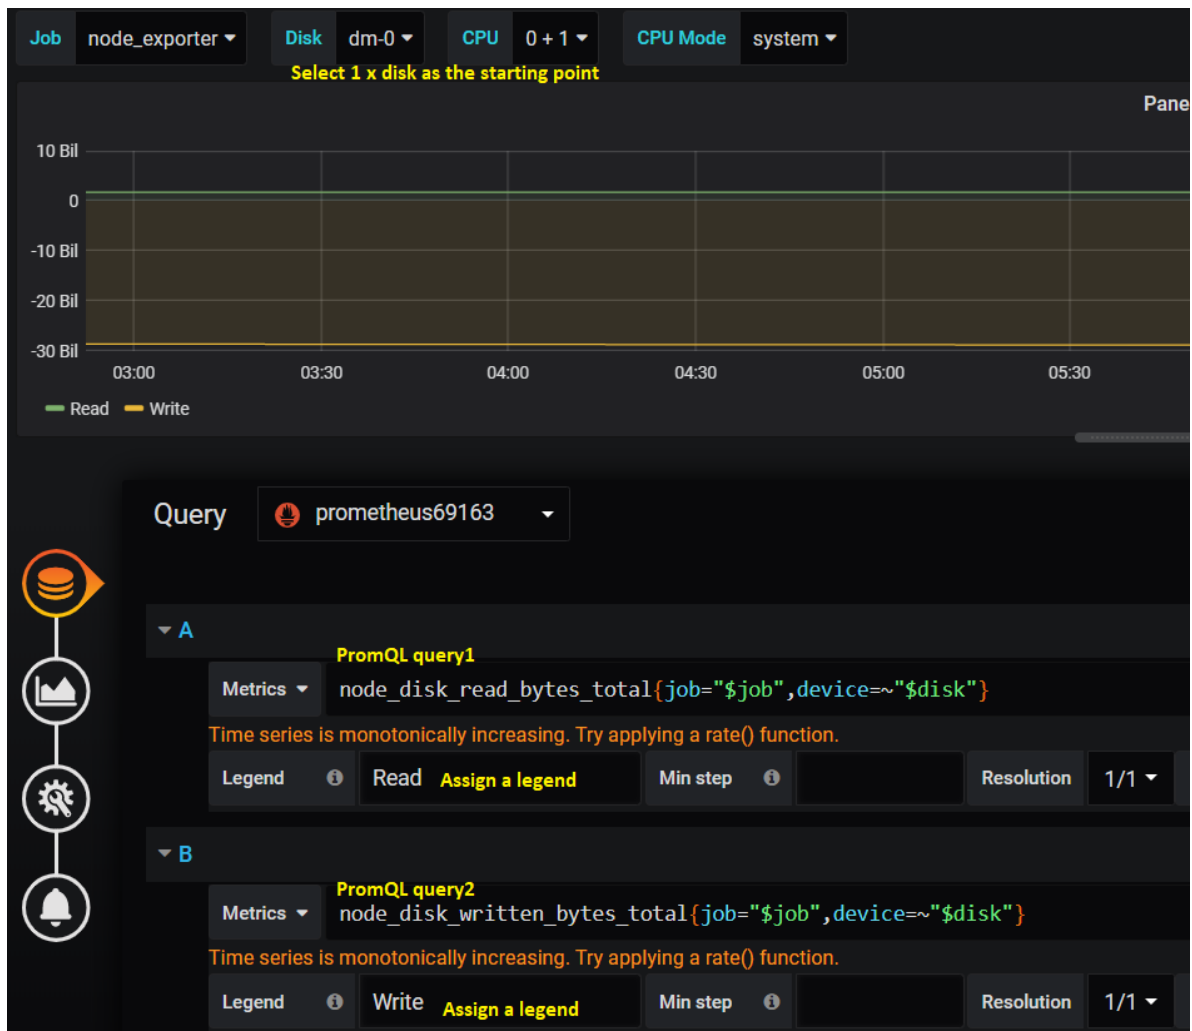 Job node_exporter Disk dm-0 CPU 0 + 1 CPU Mode system
Select 1 x disk as the starting point
Pane
10 Bil
0
-10 Bil
-20 Bil
-30 Bil
03:00 03:30 04:00 04:30 05:00 05:30
Read Write
Query prometheus69163
A
PromQL query1
Metrics node_disk_read_bytes_total{job="$job",device=~"$disk"}
Time series is monotonically increasing. Try applying a rate() function.
Legend Read Assign a legend Min step Resolution 1/1
B
PromQL query2
Metrics node_disk_written_bytes_total{job="$job",device=~"$disk"}
Time series is monotonically increasing. Try applying a rate() function.
Legend Write Assign a legend Min step Resolution 1/1